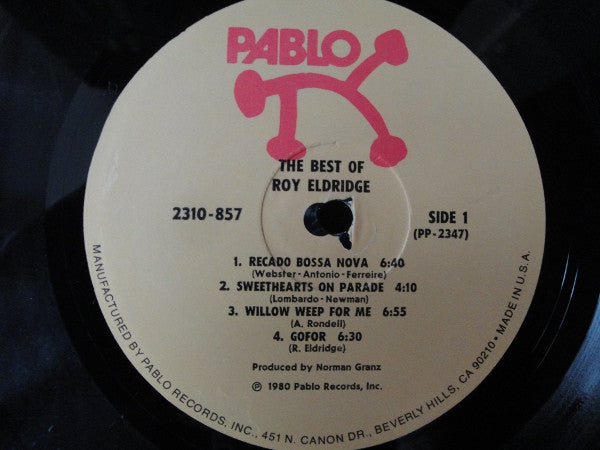 PABLO
THE BEST OF
ROY ELDRIDGE
2310-857
SIDE 1
(PP-2347)
1. RECADO BOSSA NOVA 6:40
(Webster-Antonio-Ferreire)
2. SWEETHEARTS ON PARADE 4:10
(Lombardo-Newman)
3. WILLOW WEEP FOR ME 6:55
(A. Rondell)
4. GOFOR 6:30
(R. Eldridge)
Produced by Norman Granz
℗ 1980 Pablo Records, Inc.
MANUFACTURED BY PABLO RECORDS, INC., 451 N. CANON DR., BEVERLY HILLS, CA 90210 • MADE IN U.S.A.